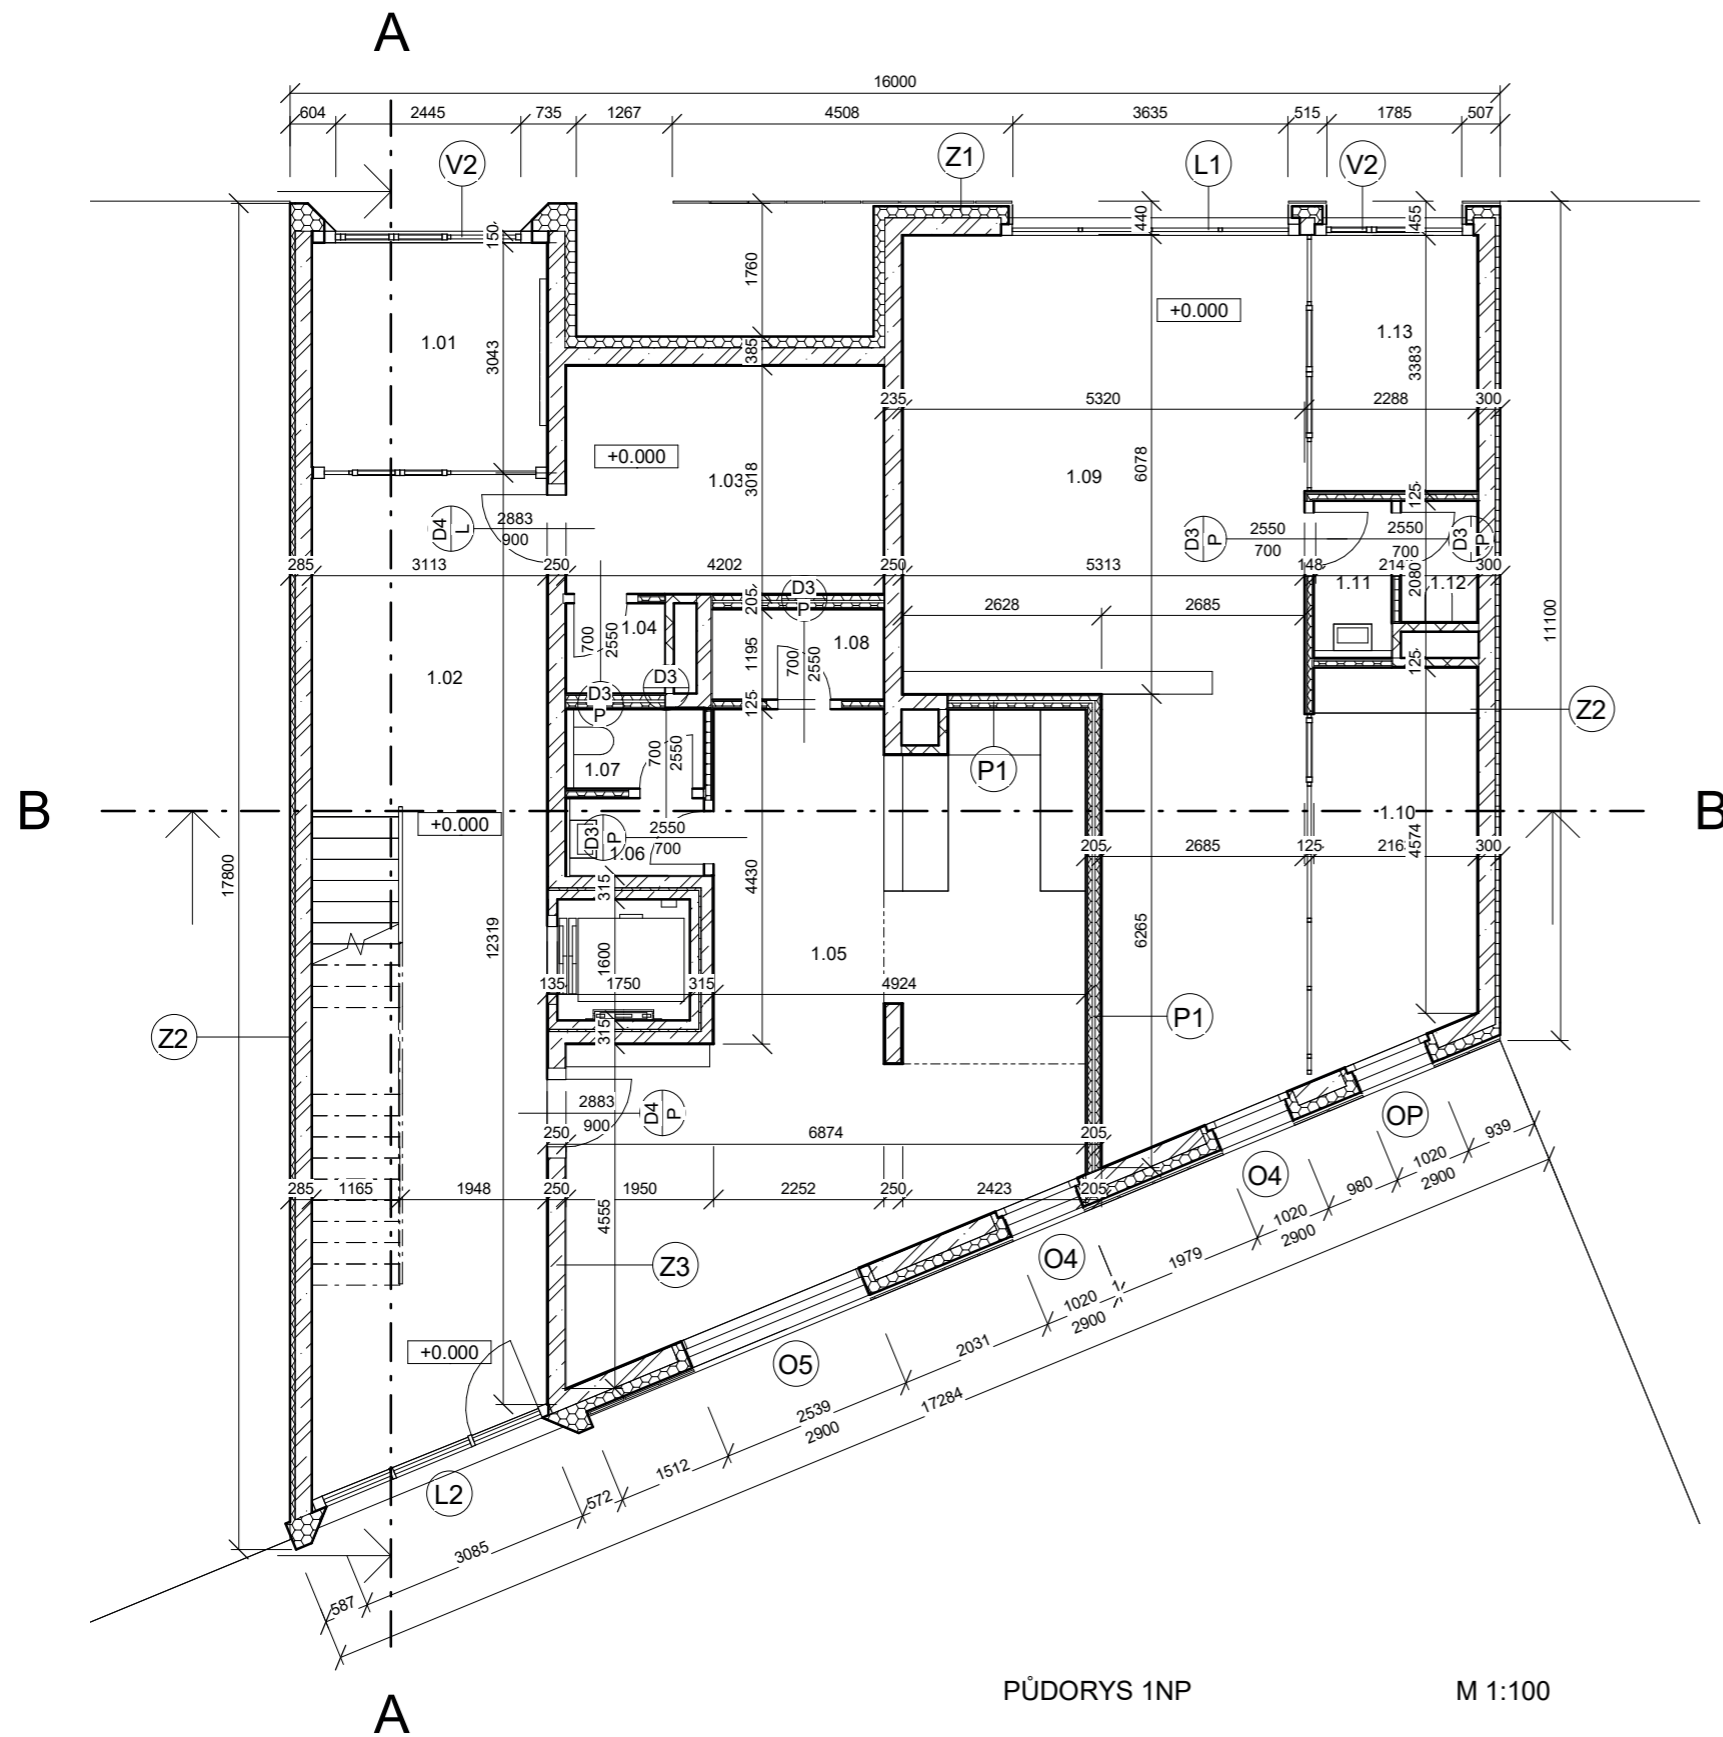 A
16000
604 2445 735 1267 4508 3635 515 1785 507
V2 Z1 L1 V2
150 1760 440 455
+0.000
1.01 3043 385 1.13 3383
235 5320 2288 300
+0.000
1.03 3018 1.09 6078
125
D4 L 2883 900
D3 P 2550 700
2550 700 D3 P
285 3113 250 4202 250 5313 148 214 300
1.11 2080 1.12
205 D3 P
2628 2685
700 2550 1.04 1195 700 2550 1.08
11100
1.02 D3 P D3 125 125
Z2
1.07 700 2550 P1
B B
+0.000
D3 P 2550 700
1.10 4574
1.06
205 2685 125 216 300
17800 315 4430
12319 1600 1.05 6265
135 1750 315 4924
Z2 315 P1
2883 900 D4 P
OP
250 6874 205
939
1020 2900
O4
980
285 1165 1948 250 1950 2252 250 2423 205
4555
1020 2900
Z3 O4
1979
1020 2900
+0.000
O5
2031
17284
2539 2900
1512
L2
572
3085
587
PŮDORYS 1NP M 1:100
A